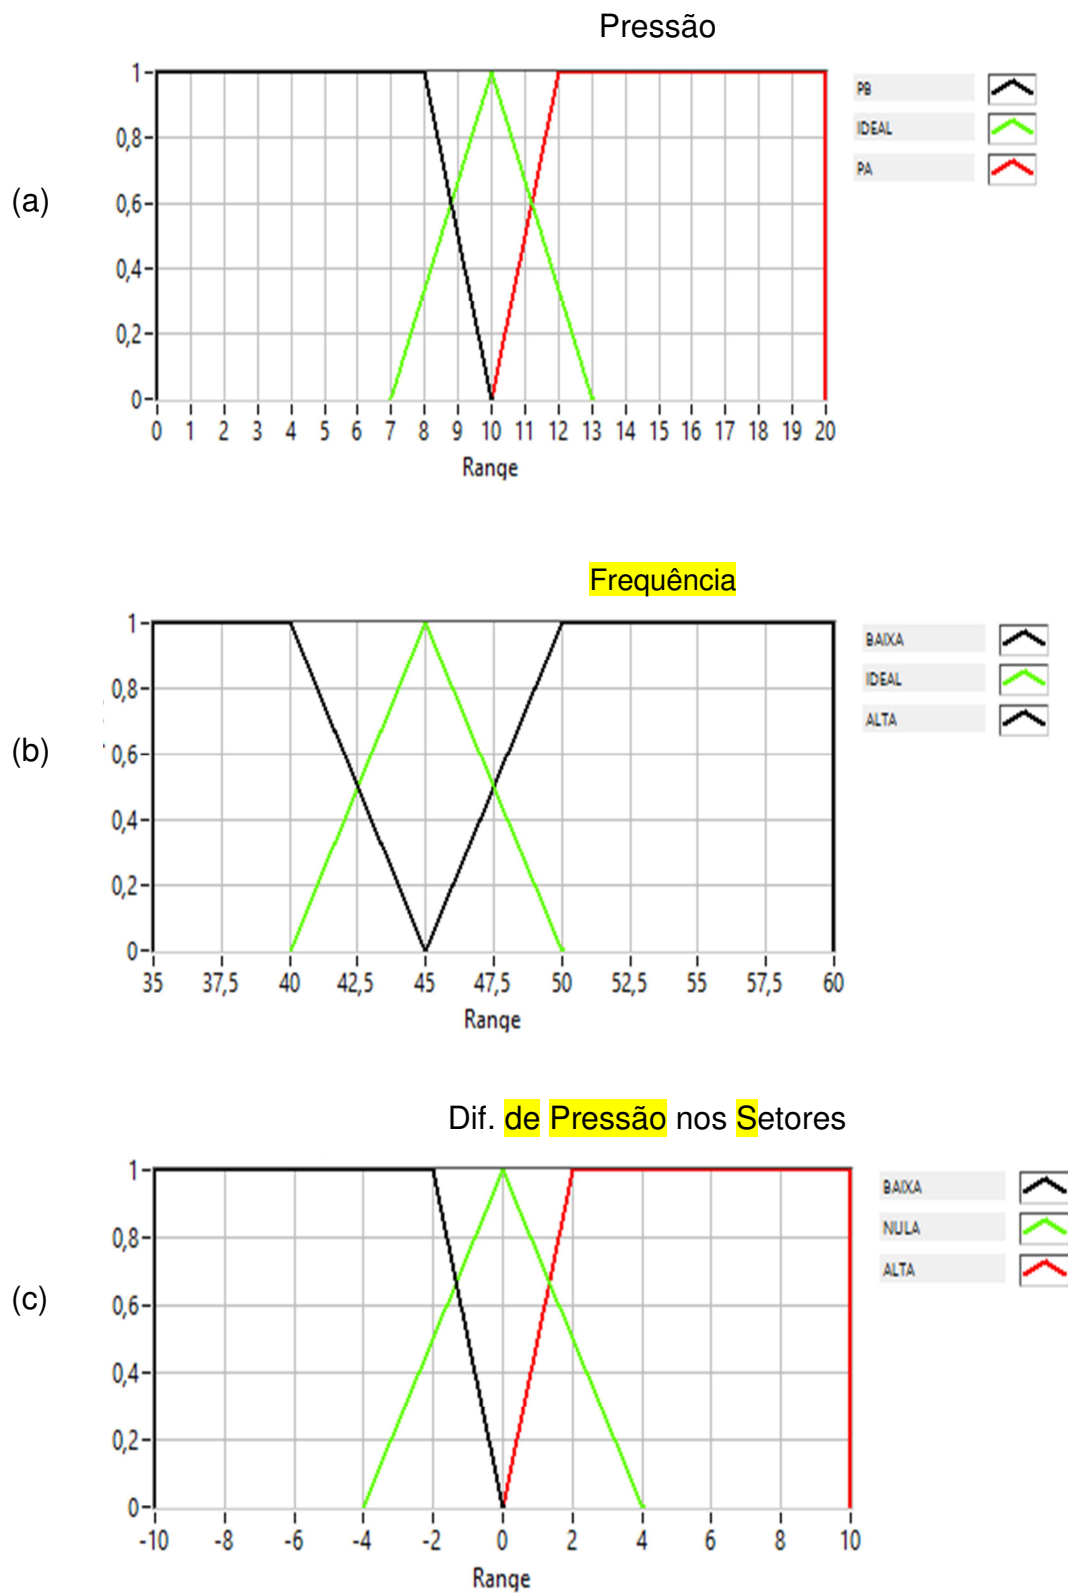 Pressão
(a)
1
0,8
0,6
0,4
0,2
0
0 1 2 3 4 5 6 7 8 9 10 11 12 13 14 15 16 17 18 19 20
Range
PB
IDEAL
PA
Frequência
(b)
1
0,8
0,6
0,4
0,2
0
35 37,5 40 42,5 45 47,5 50 52,5 55 57,5 60
Range
BAIXA
IDEAL
ALTA
Dif. de Pressão nos Setores
(c)
1
0,8
0,6
0,4
0,2
0
-10 -8 -6 -4 -2 0 2 4 6 8 10
Range
BAIXA
NULA
ALTA